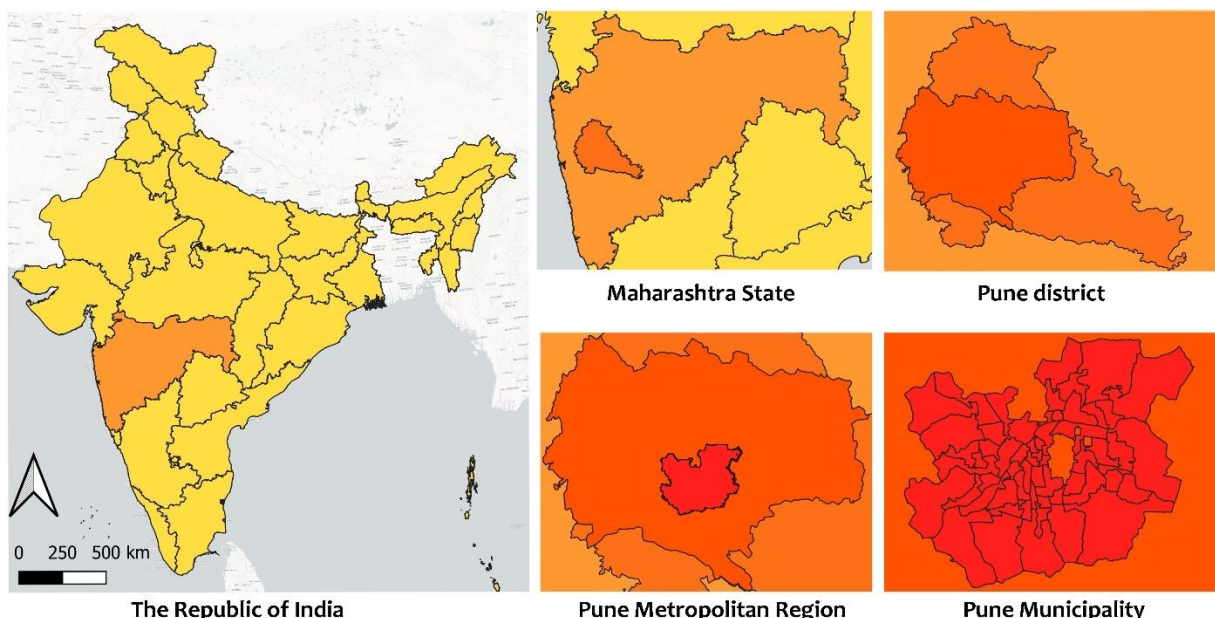 Maharashtra State
Pune district
0 250 500 km
The Republic of India
Pune Metropolitan Region
Pune Municipality